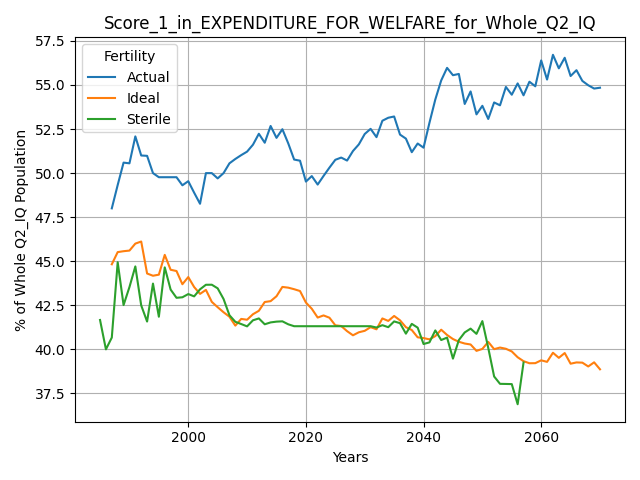 Score_1_in_EXPENDITURE_FOR_WELFARE_for_Whole_Q2_IQ
Fertility
Actual
Ideal
Sterile
% of Whole Q2_IQ Population
57.5
55.0
52.5
50.0
47.5
45.0
42.5
40.0
37.5
2000
2020
2040
2060
Years